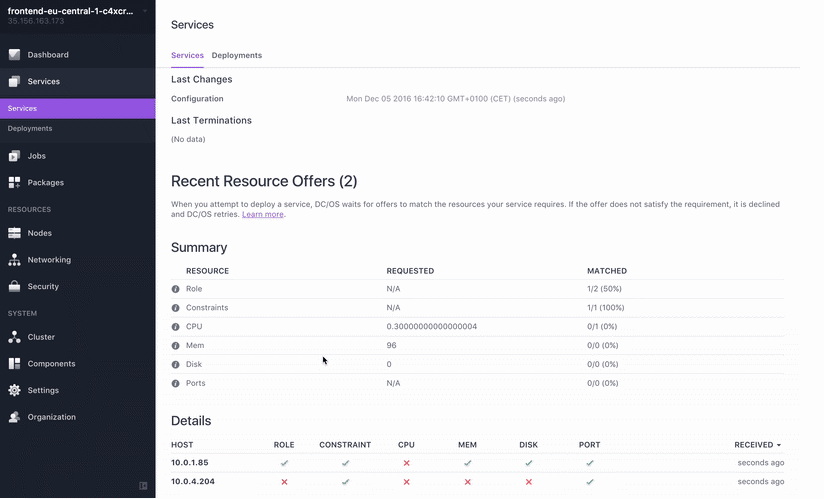 frontend-eu-central-1-c4xcr...
35.156.163.173
Dashboard
Services
Services
Deployments
Jobs
Packages
RESOURCES
Nodes
Networking
Security
SYSTEM
Cluster
Components
Settings
Organization
Services
Services Deployments
Last Changes
Configuration Mon Dec 05 2016 16:42:10 GMT+0100 (CET) (seconds ago)
Last Terminations
(No data)
Recent Resource Offers (2)
When you attempt to deploy a service, DC/OS waits for offers to match the resources your service requires. If the offer does not satisfy the requirement, it is declined
and DC/OS retries. Learn more.
Summary
RESOURCE REQUESTED MATCHED
Role N/A 1/2 (50%)
Constraints N/A 1/1 (100%)
CPU 0.30000000000000004 0/1 (0%)
Mem 96 0/0 (0%)
Disk 0 0/0 (0%)
Ports N/A 0/0 (0%)
Details
HOST ROLE CONSTRAINT CPU MEM DISK PORT RECEIVED
10.0.1.85 seconds ago
10.0.4.204 seconds ago